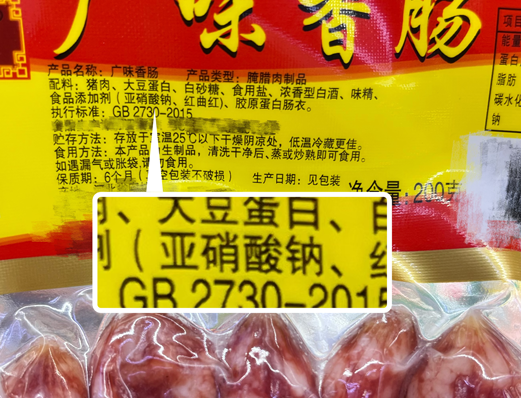 广味香肠
产品名称：广味香肠 产品类型：腌腊肉制品
配料：猪肉、大豆蛋白、白砂糖、食用盐、浓香型白酒、味精、
食品添加剂（亚硝酸钠、红曲红）、胶原蛋白肠衣。
执行标准：GB 2730-2015
贮存方法：存放于常温25℃以下干燥阴凉处，低温冷藏更佳。
食用方法：本产品为生制品，清洗干净后、蒸或炒熟即可食用。
如遇漏气或胀袋，请勿食用。
保质期：6个月（真空包装不破损） 生产日期：见包装
净含量：200克
项目
能量
蛋白
脂肪
碳水化
钠
、大豆蛋白、白
剂（亚硝酸钠、红
GB 2730-2015